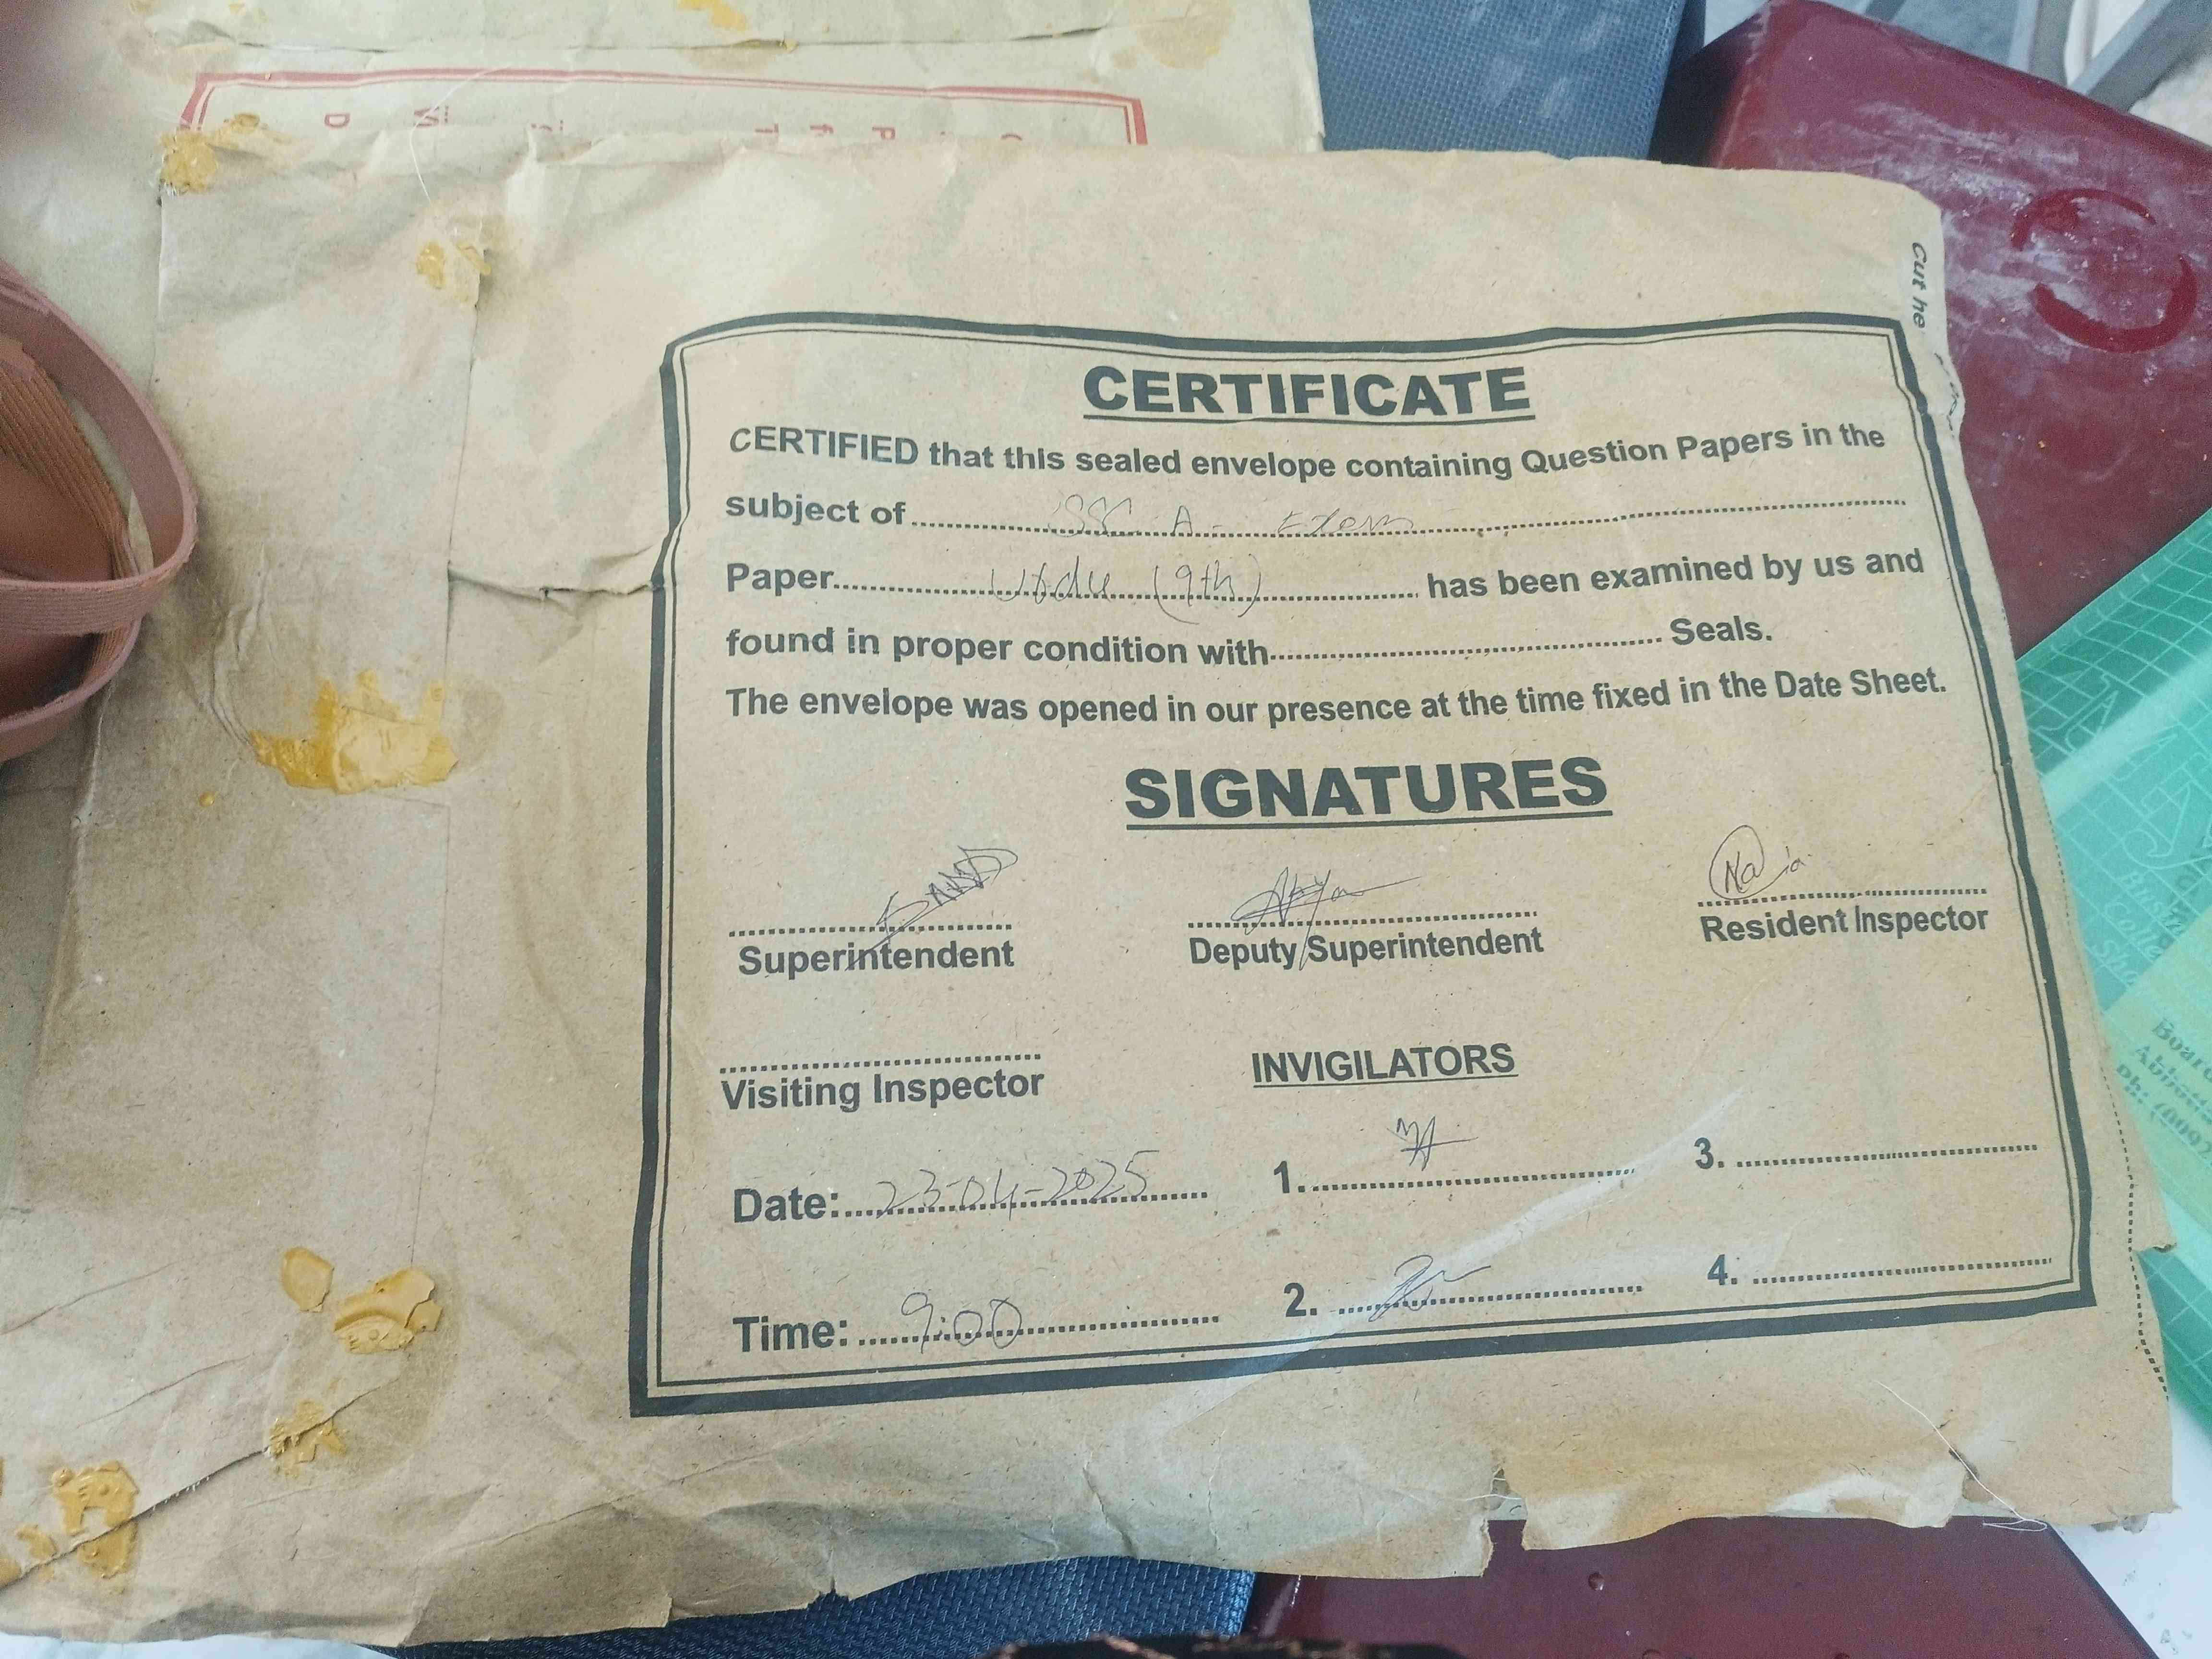 Cut he
CERTIFICATE
CERTIFIED that this sealed envelope containing Question Papers in the
subject of SSC A- Exam
Paper Urdu (9th) has been examined by us and
found in proper condition with Seals.
The envelope was opened in our presence at the time fixed in the Date Sheet.
SIGNATURES
Superintendent Deputy Superintendent Resident Inspector
Visiting Inspector INVIGILATORS
Date: 23-04-2025 1. 3.
Time: 9:00 2. 4.